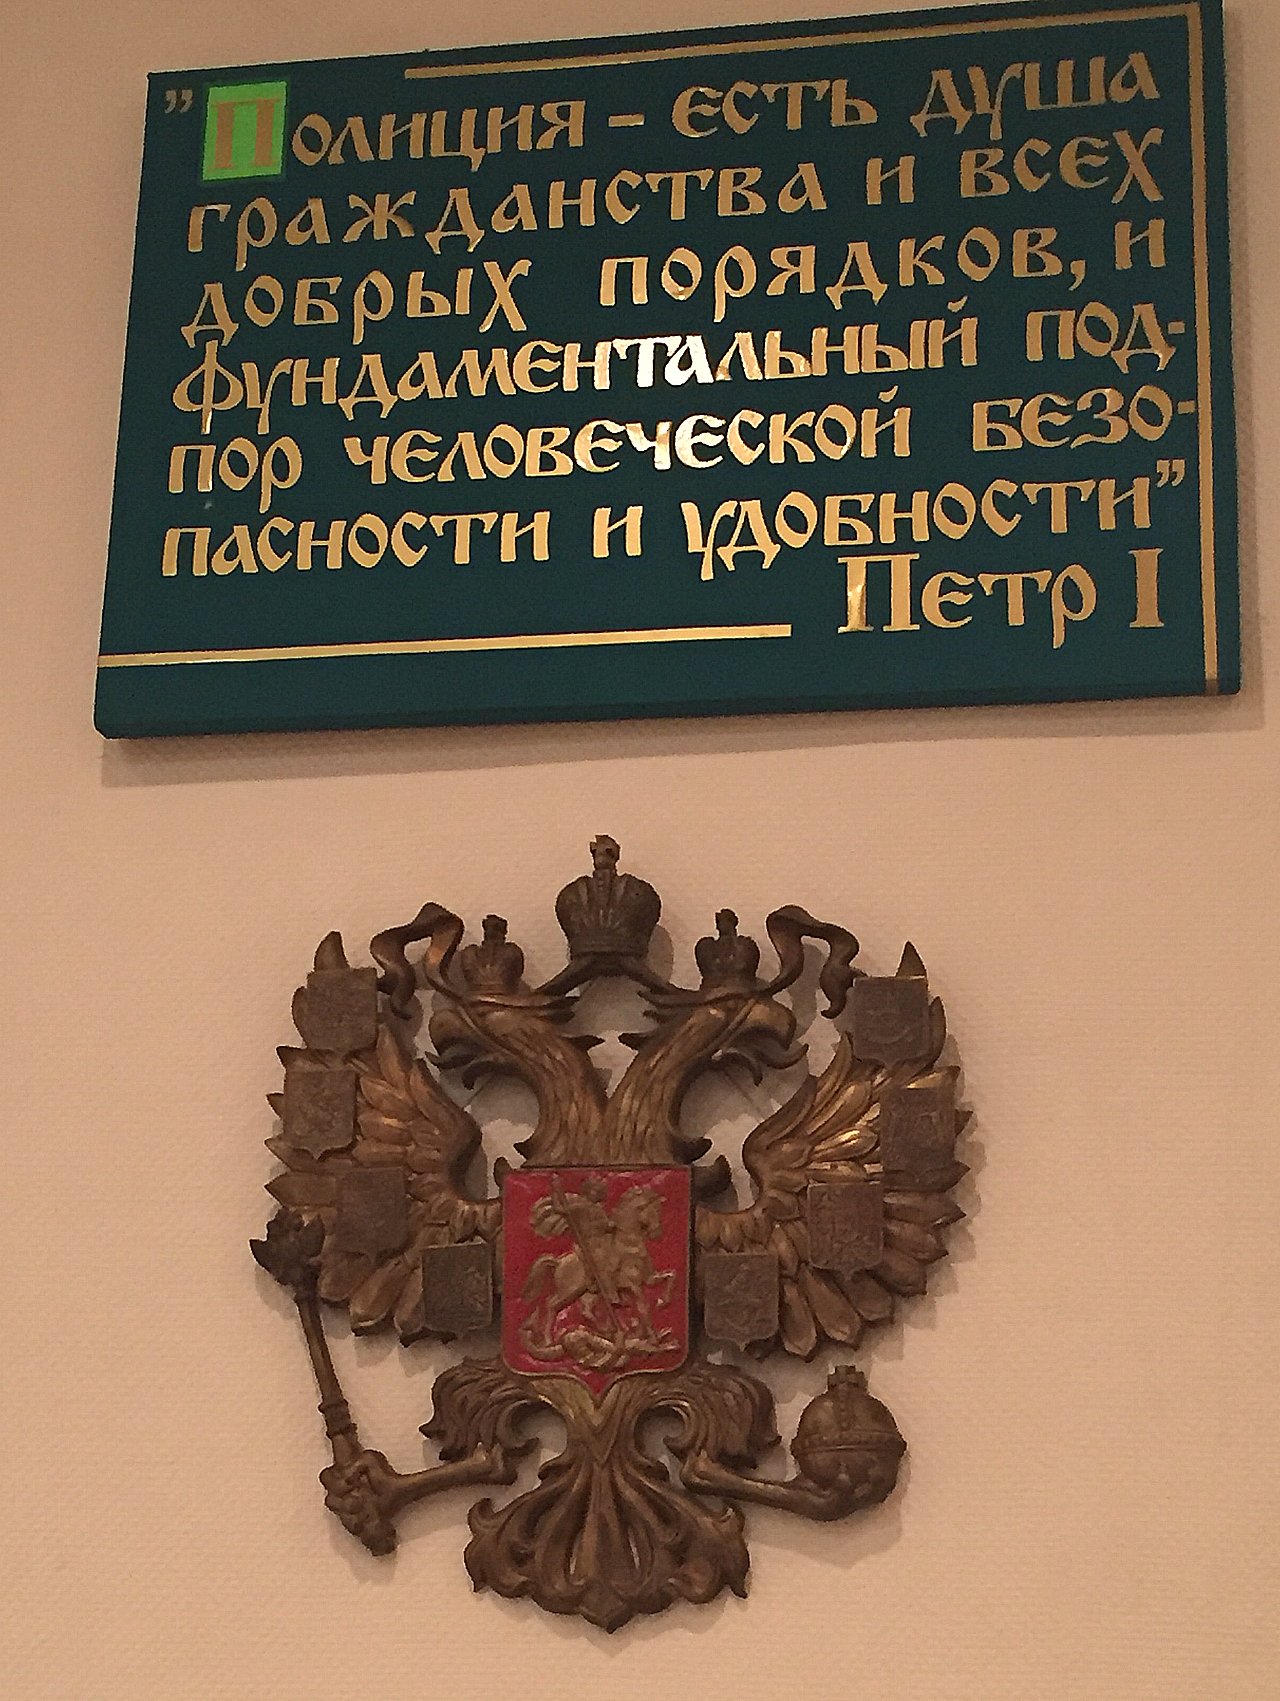 ”Полиция – есть душа
гражданства и всех
добрых порядков, и
фундаментальный под-
пор человеческой безо-
пасности и удобности”
Петр I